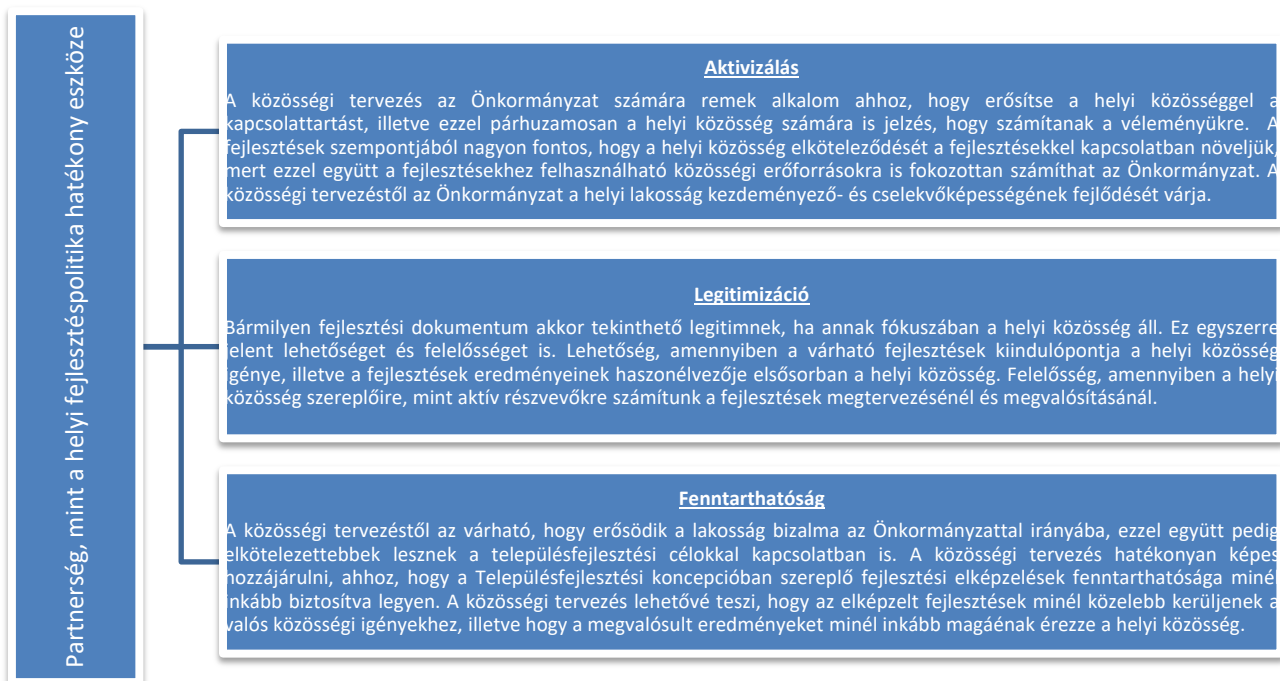 Partnerség, mint a helyi fejlesztéspolitika hatékony eszköze
Aktivizálás
A közösségi tervezés az Önkormányzat számára remek alkalom ahhoz, hogy erősítse a helyi közösséggel a
kapcsolattartást, illetve ezzel párhuzamosan a helyi közösség számára is jelzés, hogy számítanak a véleményükre. A
fejlesztések szempontjából nagyon fontos, hogy a helyi közösség elköteleződését a fejlesztésekkel kapcsolatban növeljük,
mert ezzel együtt a fejlesztésekhez felhasználható közösségi erőforrásokra is fokozottan számíthat az Önkormányzat. A
közösségi tervezéstől az Önkormányzat a helyi lakosság kezdeményező- és cselekvőképességének fejlődését várja.
Legitimizáció
Bármilyen fejlesztési dokumentum akkor tekinthető legitimnek, ha annak fókuszában a helyi közösség áll. Ez egyszerre
jelent lehetőséget és felelősséget is. Lehetőség, amennyiben a várható fejlesztések kiindulópontja a helyi közösség
igénye, illetve a fejlesztések eredményeinek haszonélvezője elsősorban a helyi közösség. Felelősség, amennyiben a helyi
közösség szereplőire, mint aktív részvevőkre számítunk a fejlesztések megtervezésénél és megvalósításánál.
Fenntarthatóság
A közösségi tervezéstől az várható, hogy erősödik a lakosság bizalma az Önkormányzattal irányába, ezzel együtt pedig
elkötelezettebbek lesznek a településfejlesztési célokkal kapcsolatban is. A közösségi tervezés hatékonyan képes
hozzájárulni, ahhoz, hogy a Településfejlesztési koncepcióban szereplő fejlesztési elképzelések fenntarthatósága minél
inkább biztosítva legyen. A közösségi tervezés lehetővé teszi, hogy az elképzelt fejlesztések minél közelebb kerüljenek a
valós közösségi igényekhez, illetve hogy a megvalósult eredményeket minél inkább magáénak érezze a helyi közösség.